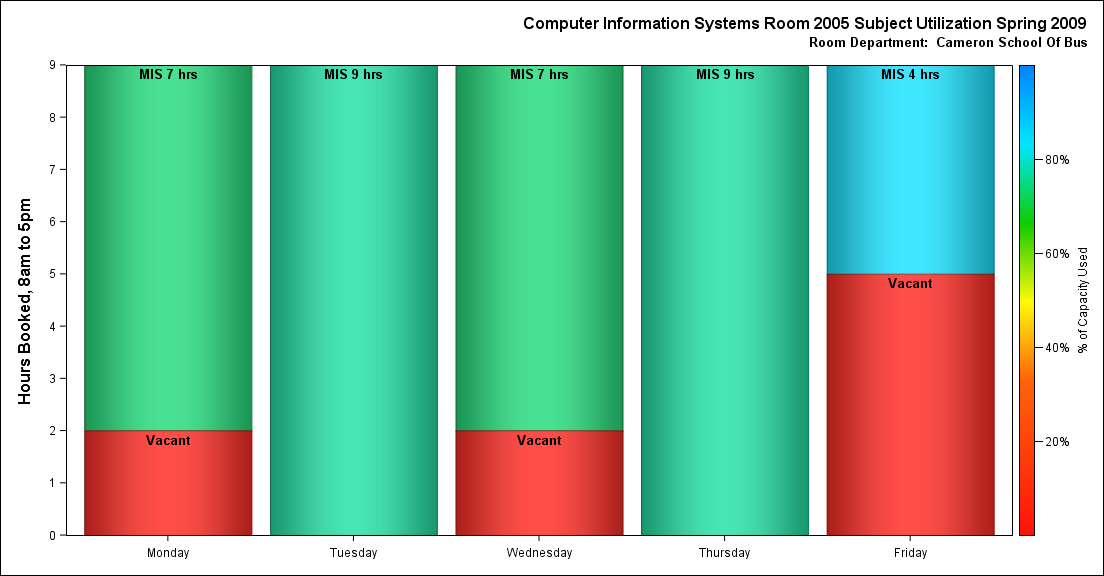 Computer Information Systems Room 2005 Subject Utilization Spring 2009
Room Department:  Cameron School Of Bus
Hours Booked, 8am to 5pm
9
8
7
6
5
4
3
2
1
0
MIS 7 hrs
MIS 9 hrs
MIS 7 hrs
MIS 9 hrs
MIS 4 hrs
Vacant
Vacant
Vacant
Monday
Tuesday
Wednesday
Thursday
Friday
80%
60%
40%
20%
% of Capacity Used